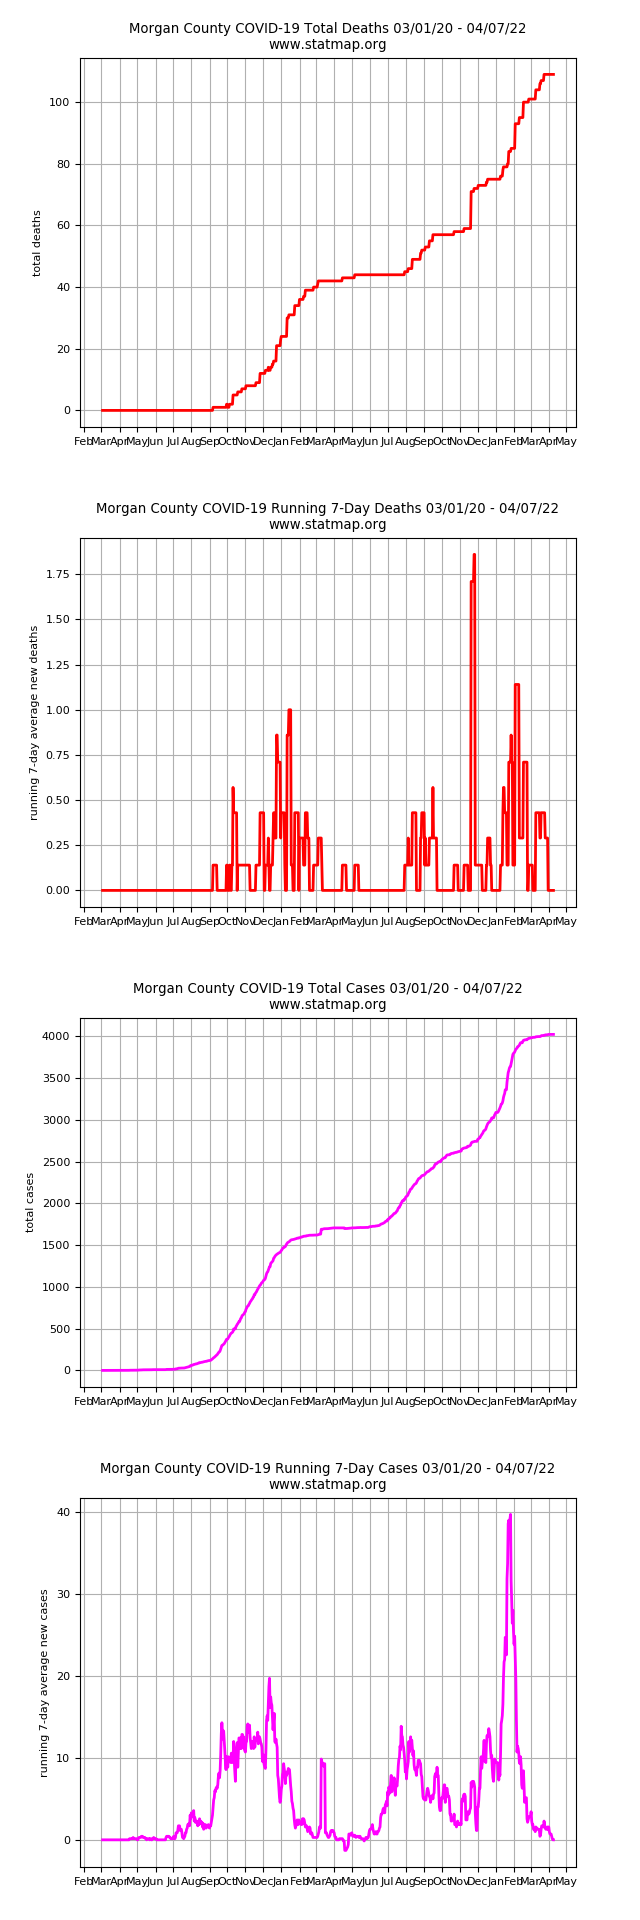 Morgan County COVID-19 Total Deaths 03/01/20 - 04/07/22
www.statmap.org
100
80
60
40
20
0
total deaths
Feb Mar Apr May Jun Jul Aug Sep Oct Nov Dec Jan Feb Mar Apr May Jun Jul Aug Sep Oct Nov Dec Jan Feb Mar Apr May
Morgan County COVID-19 Running 7-Day Deaths 03/01/20 - 04/07/22
www.statmap.org
1.75
1.50
1.25
1.00
0.75
0.50
0.25
0.00
running 7-day average new deaths
Feb Mar Apr May Jun Jul Aug Sep Oct Nov Dec Jan Feb Mar Apr May Jun Jul Aug Sep Oct Nov Dec Jan Feb Mar Apr May
Morgan County COVID-19 Total Cases 03/01/20 - 04/07/22
www.statmap.org
4000
3500
3000
2500
2000
1500
1000
500
0
total cases
Feb Mar Apr May Jun Jul Aug Sep Oct Nov Dec Jan Feb Mar Apr May Jun Jul Aug Sep Oct Nov Dec Jan Feb Mar Apr May
Morgan County COVID-19 Running 7-Day Cases 03/01/20 - 04/07/22
www.statmap.org
40
30
20
10
0
running 7-day average new cases
Feb Mar Apr May Jun Jul Aug Sep Oct Nov Dec Jan Feb Mar Apr May Jun Jul Aug Sep Oct Nov Dec Jan Feb Mar Apr May